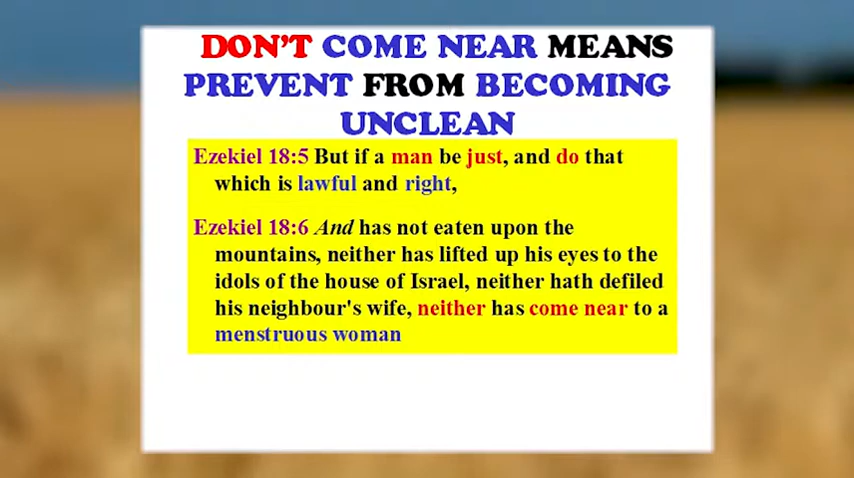 DON'T COME NEAR MEANS
PREVENT FROM BECOMING
UNCLEAN
Ezekiel 18:5 But if a man be just, and do that
which is lawful and right,
Ezekiel 18:6 And has not eaten upon the
mountains, neither has lifted up his eyes to the
idols of the house of Israel, neither hath defiled
his neighbour's wife, neither has come near to a
menstruous woman